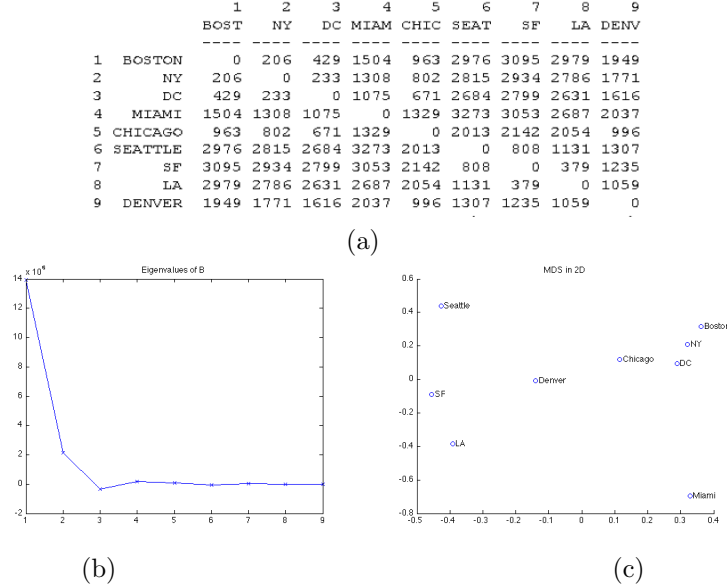 1 2 3 4 5 6 7 8 9
BOST NY DC MIAM CHIC SEAT SF LA DENV
---- ---- ---- ---- ---- ---- ---- ---- ----
1 BOSTON 0 206 429 1504 963 2976 3095 2979 1949
2 NY 206 0 233 1308 802 2815 2934 2786 1771
3 DC 429 233 0 1075 671 2684 2799 2631 1616
4 MIAMI 1504 1308 1075 0 1329 3273 3053 2687 2037
5 CHICAGO 963 802 671 1329 0 2013 2142 2054 996
6 SEATTLE 2976 2815 2684 3273 2013 0 808 1131 1307
7 SF 3095 2934 2799 3053 2142 808 0 379 1235
8 LA 2979 2786 2631 2687 2054 1131 379 0 1059
9 DENVER 1949 1771 1616 2037 996 1307 1235 1059 0
(a)
Eigenvalues of B
x 10^6
14
12
10
8
6
4
2
0
-2
1 2 3 4 5 6 7 8 9
(b)
MDS in 2D
0.6
0.4
0.2
0
-0.2
-0.4
-0.6
-0.8
-0.5 -0.4 -0.3 -0.2 -0.1 0 0.1 0.2 0.3 0.4
Seattle
Boston
NY
Chicago
DC
Denver
SF
LA
Miami
(c)